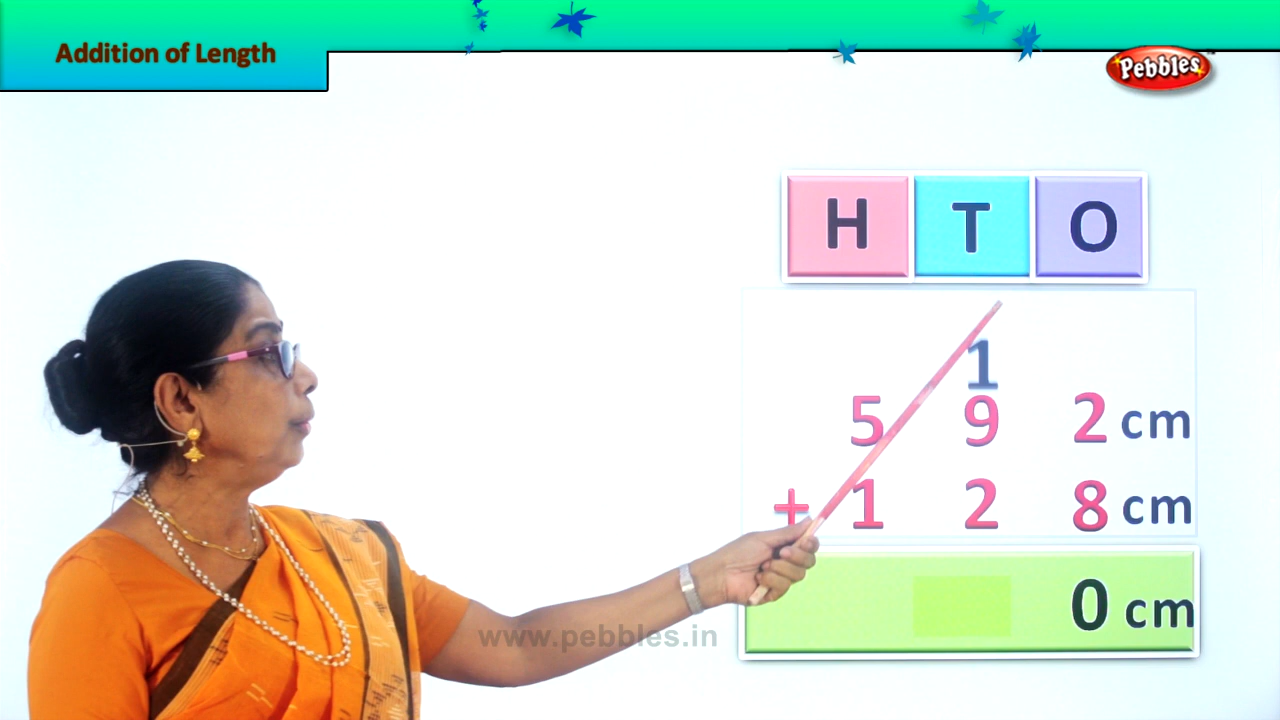 Addition of Length
Pebbles
H T O
1
5 9 2 cm
+ 1 2 8 cm
0 cm
www.pebbles.in